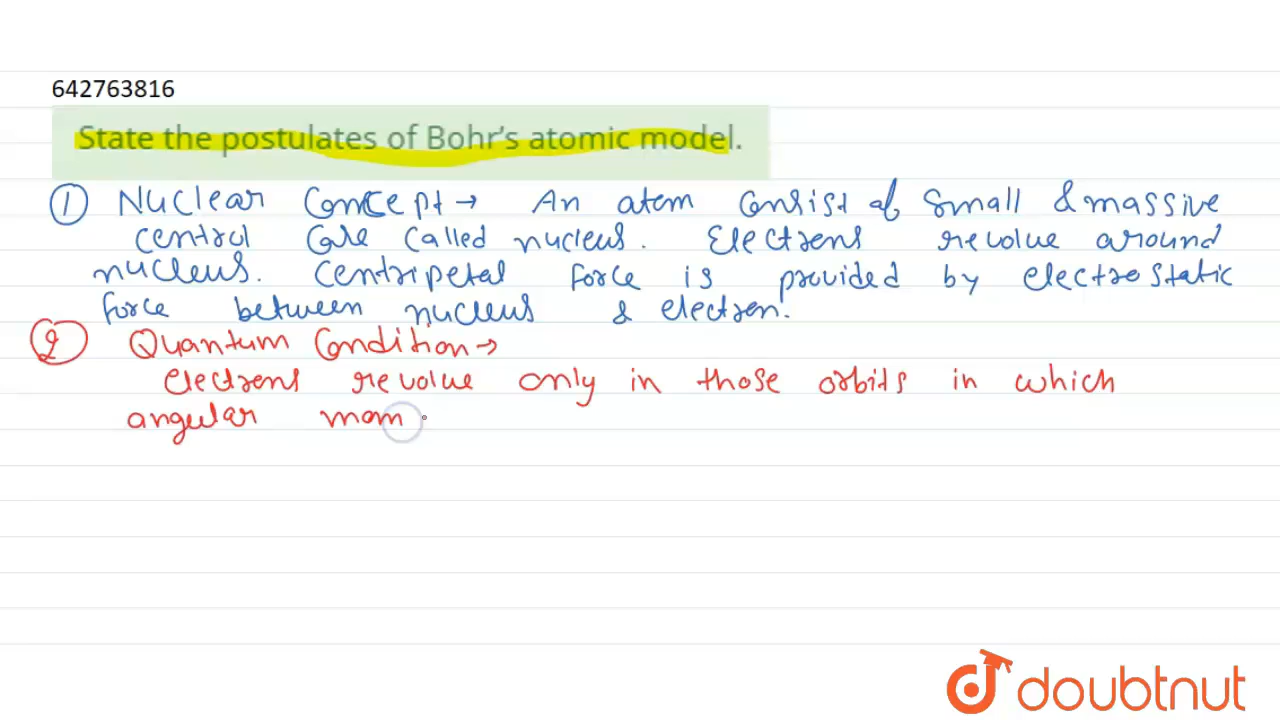 642763816
State the postulates of Bohr's atomic model.
① Nuclear Concept → An atom Consist of Small & massive
central Core Called nucleus. Electrons revolve around
nucleus. Centripetal force is provided by electrostatic
force between nucleus & electron.
② Quantum Condition →
electrons revolve only in those orbits in which
angular mom
doubtnut